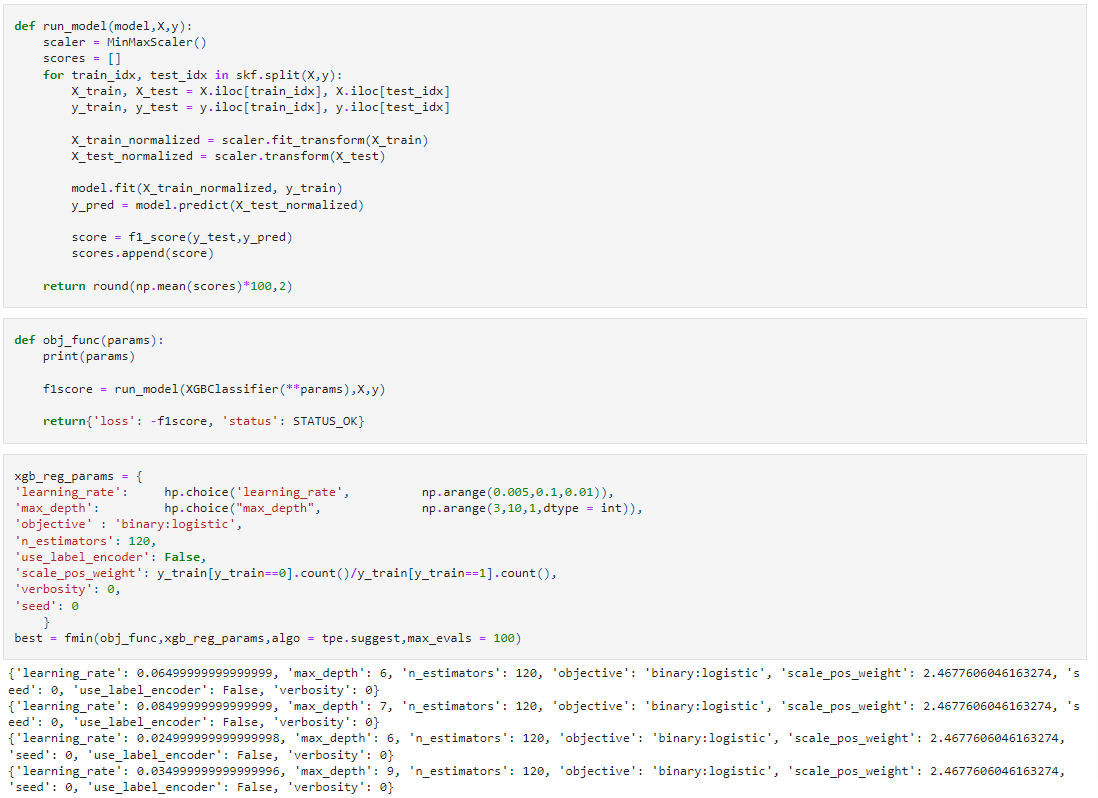 def run_model(model,X,y):
    scaler = MinMaxScaler()
    scores = []
    for train_idx, test_idx in skf.split(X,y):
        X_train, X_test = X.iloc[train_idx], X.iloc[test_idx]
        y_train, y_test = y.iloc[train_idx], y.iloc[test_idx]

        X_train_normalized = scaler.fit_transform(X_train)
        X_test_normalized = scaler.transform(X_test)

        model.fit(X_train_normalized, y_train)
        y_pred = model.predict(X_test_normalized)

        score = f1_score(y_test,y_pred)
        scores.append(score)

    return round(np.mean(scores)*100,2)

def obj_func(params):
    print(params)

    f1score = run_model(XGBClassifier(**params),X,y)

    return{'loss': -f1score, 'status': STATUS_OK}

xgb_reg_params = {
'learning_rate':     hp.choice('learning_rate',          np.arange(0.005,0.1,0.01)),
'max_depth':         hp.choice("max_depth",              np.arange(3,10,1,dtype = int)),
'objective' : 'binary:logistic',
'n_estimators': 120,
'use_label_encoder': False,
'scale_pos_weight': y_train[y_train==0].count()/y_train[y_train==1].count(),
'verbosity': 0,
'seed': 0
    }
best = fmin(obj_func,xgb_reg_params,algo = tpe.suggest,max_evals = 100)

{'learning_rate': 0.06499999999999999, 'max_depth': 6, 'n_estimators': 120, 'objective': 'binary:logistic', 'scale_pos_weight': 2.4677606046163274, 's
eed': 0, 'use_label_encoder': False, 'verbosity': 0}
{'learning_rate': 0.08499999999999999, 'max_depth': 7, 'n_estimators': 120, 'objective': 'binary:logistic', 'scale_pos_weight': 2.4677606046163274, 's
eed': 0, 'use_label_encoder': False, 'verbosity': 0}
{'learning_rate': 0.024999999999999998, 'max_depth': 6, 'n_estimators': 120, 'objective': 'binary:logistic', 'scale_pos_weight': 2.4677606046163274,
'seed': 0, 'use_label_encoder': False, 'verbosity': 0}
{'learning_rate': 0.034999999999999996, 'max_depth': 9, 'n_estimators': 120, 'objective': 'binary:logistic', 'scale_pos_weight': 2.4677606046163274,
'seed': 0, 'use_label_encoder': False, 'verbosity': 0}